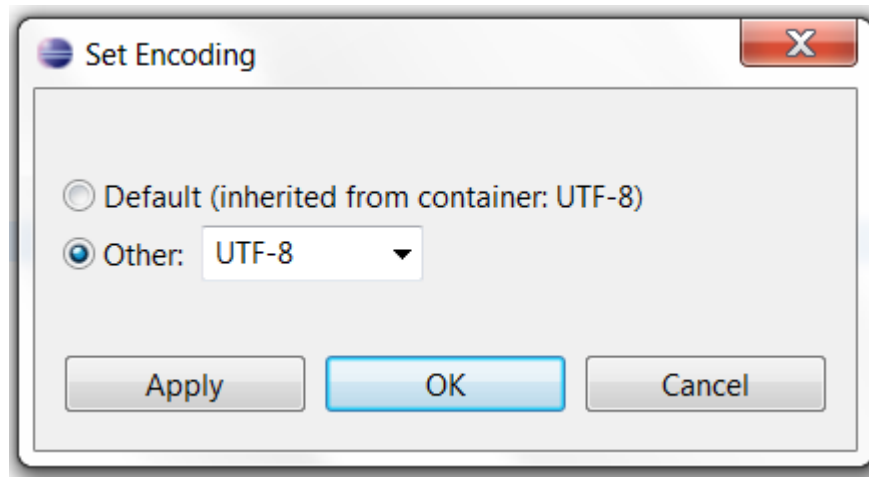 Set Encoding
Default (inherited from container: UTF-8)
Other: UTF-8
Apply OK Cancel